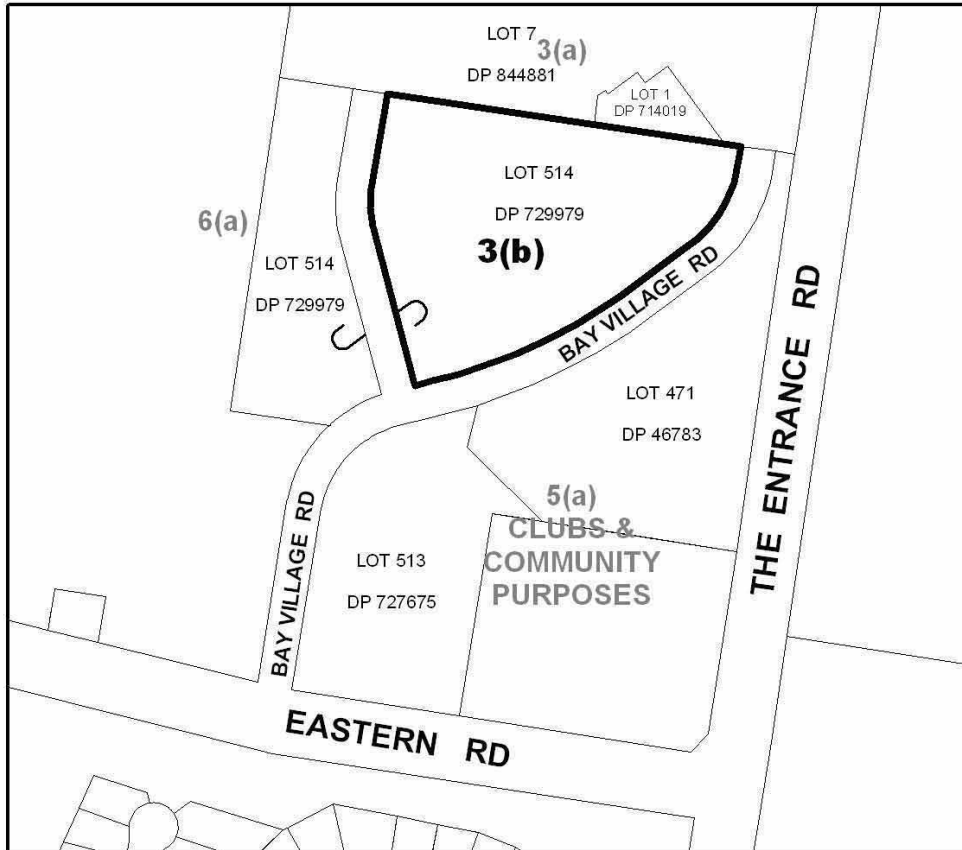 LOT 7
3(a)
DP 844881
LOT 1
DP 714019
LOT 514
DP 729979
3(b)
6(a)
LOT 514
DP 729979
BAY VILLAGE RD
THE ENTRANCE RD
LOT 471
DP 46783
5(a)
CLUBS &
COMMUNITY
PURPOSES
LOT 513
DP 727675
BAY VILLAGE RD
EASTERN RD